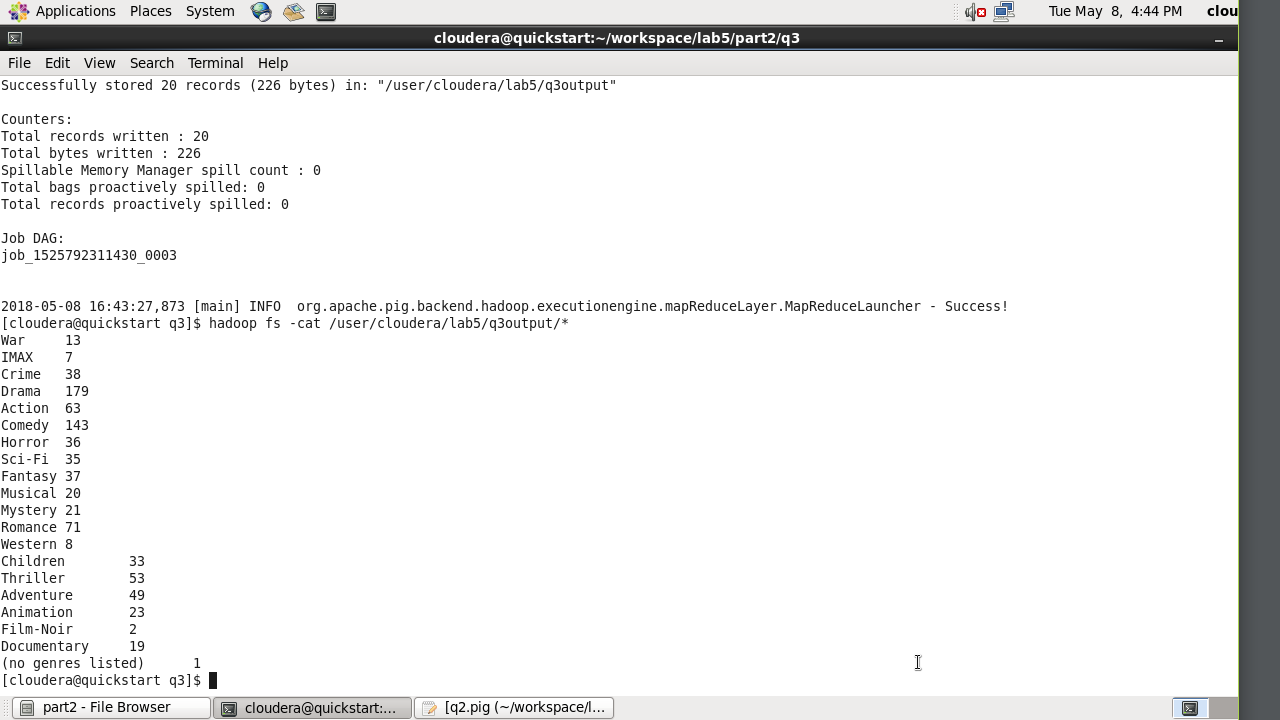 Applications Places System Tue May 8, 4:44 PM clou
cloudera@quickstart:~/workspace/lab5/part2/q3
File Edit View Search Terminal Help
Successfully stored 20 records (226 bytes) in: "/user/cloudera/lab5/q3output"
Counters:
Total records written : 20
Total bytes written : 226
Spillable Memory Manager spill count : 0
Total bags proactively spilled: 0
Total records proactively spilled: 0
Job DAG:
job_1525792311430_0003
2018-05-08 16:43:27,873 [main] INFO  org.apache.pig.backend.hadoop.executionengine.mapReduceLayer.MapReduceLauncher - Success!
[cloudera@quickstart q3]$ hadoop fs -cat /user/cloudera/lab5/q3output/*
War 13
IMAX 7
Crime 38
Drama 179
Action 63
Comedy 143
Horror 36
Sci-Fi 35
Fantasy 37
Musical 20
Mystery 21
Romance 71
Western 8
Children 33
Thriller 53
Adventure 49
Animation 23
Film-Noir 2
Documentary 19
(no genres listed) 1
[cloudera@quickstart q3]$
part2 - File Browser cloudera@quickstart:... [q2.pig (~/workspace/l...